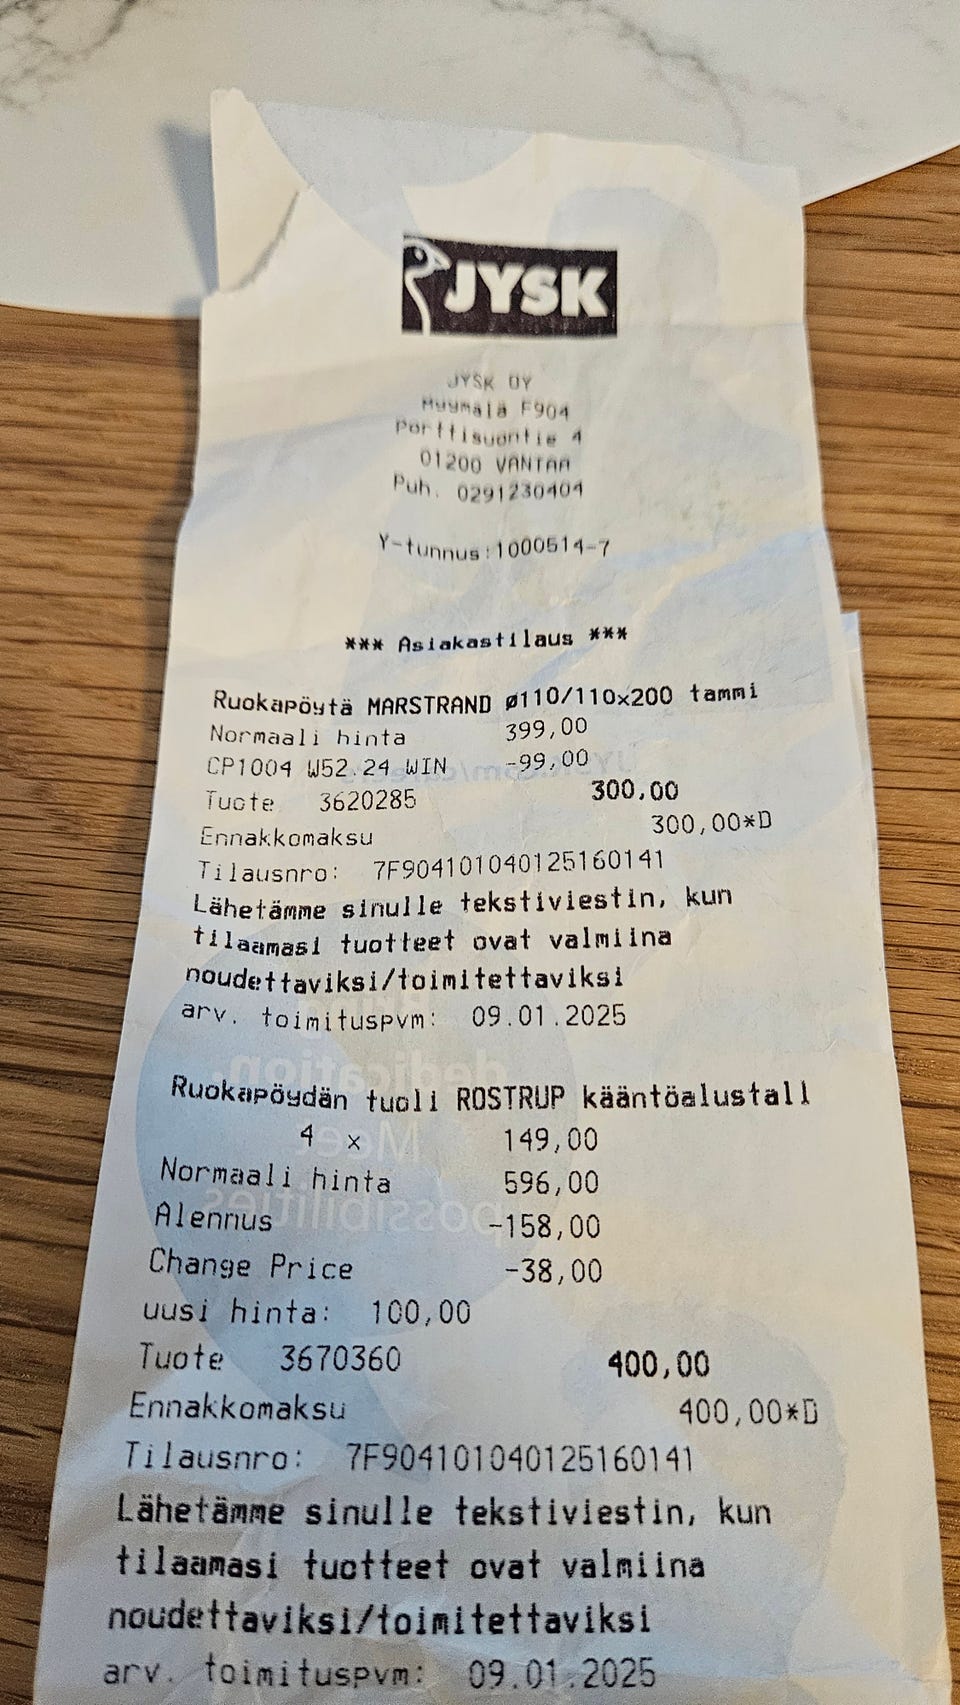 JYSK
JYSK OY
Myymälä F904
Porttisuontie 4
01200 VANTAA
Puh. 0291230404
Y-tunnus:1000514-7
*** Asiakastilaus ***
Ruokapöytä MARSTRAND ø110/110x200 tammi
Normaali hinta 399,00
CP1004 W52.24 WIN -99,00
Tuote 3620285 300,00
Ennakkomaksu 300,00*D
Tilausnro: 7F904101040125160141
Lähetämme sinulle tekstiviestin, kun
tilaamasi tuotteet ovat valmiina
noudettaviksi/toimitettaviksi
arv. toimituspvm: 09.01.2025
Ruokapöydän tuoli ROSTRUP kääntöalustall
4 x 149,00
Normaali hinta 596,00
Alennus -158,00
Change Price -38,00
uusi hinta: 100,00
Tuote 3670360 400,00
Ennakkomaksu 400,00*D
Tilausnro: 7F904101040125160141
Lähetämme sinulle tekstiviestin, kun
tilaamasi tuotteet ovat valmiina
noudettaviksi/toimitettaviksi
arv. toimituspvm: 09.01.2025